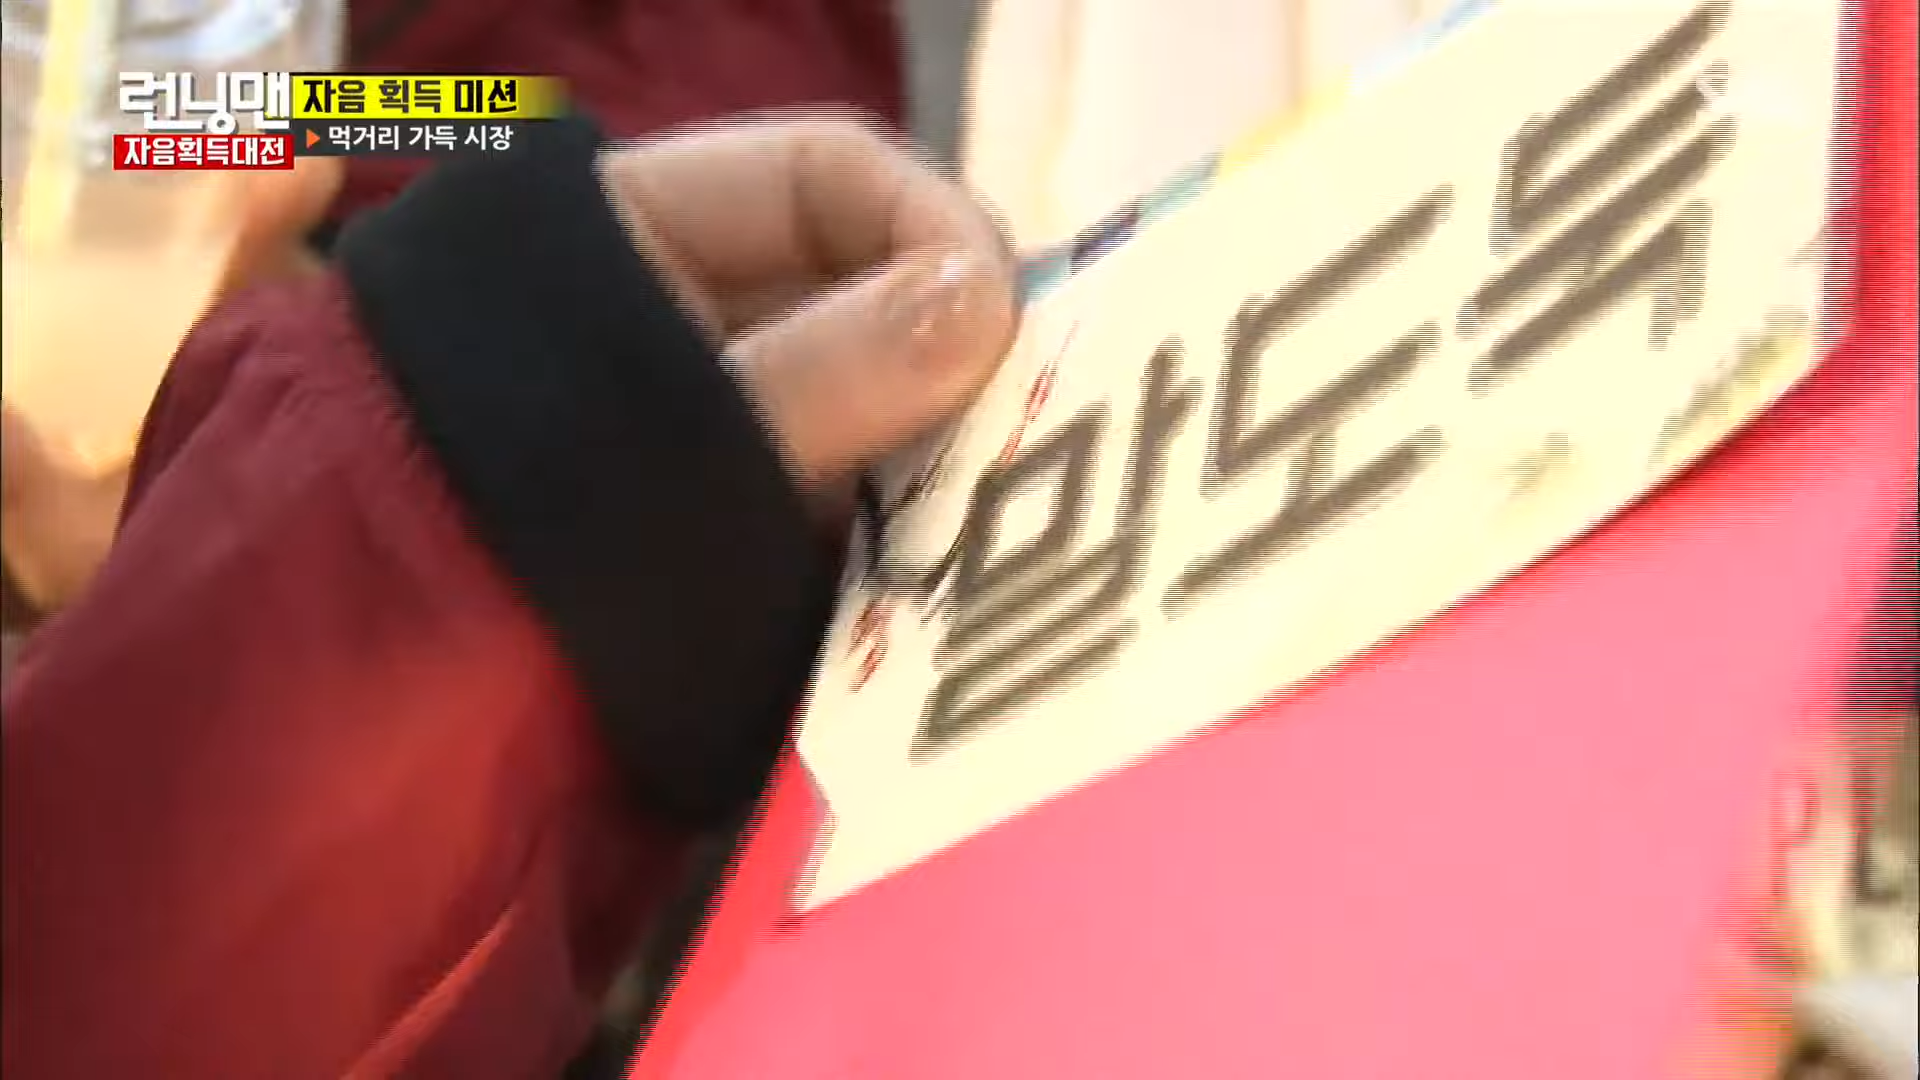 런닝맨 자음 획득 미션
자음획득대전 ▶ 먹거리 가득 시장
말도둑